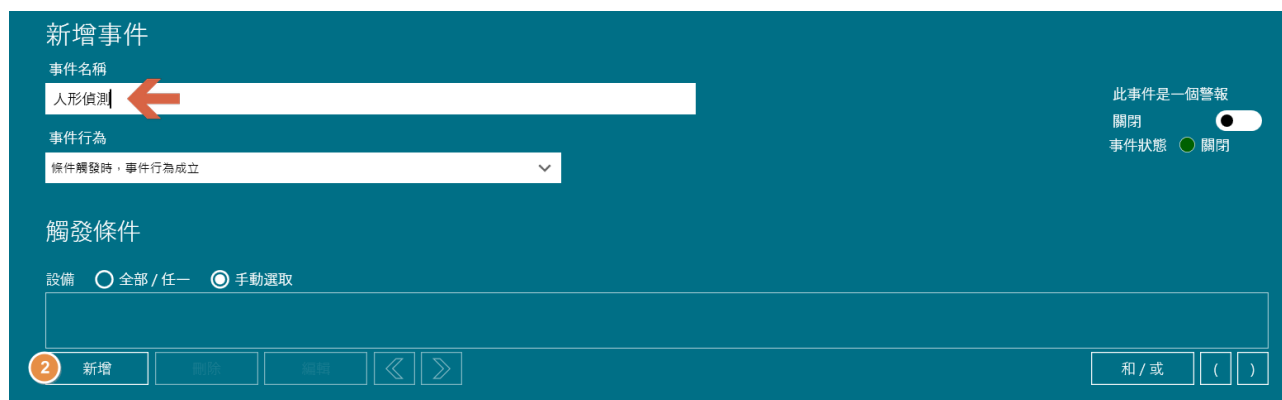 新增事件
事件名稱
人形偵測
此事件是一個警報
關閉
事件行為
事件狀態 關閉
條件觸發時，事件行為成立
觸發條件
設備 全部 / 任一 手動選取
2 新增 刪除 編輯 和 / 或 ( )